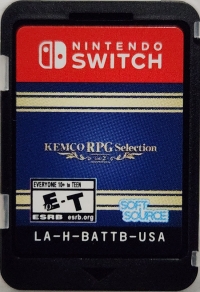 NINTENDO
SWITCH
KEMCO RPG Selection
EVERYONE 10+ to TEEN
E-T
ESRB esrb.org
SOFT
SOURCE
LA-H-BATTB-USA